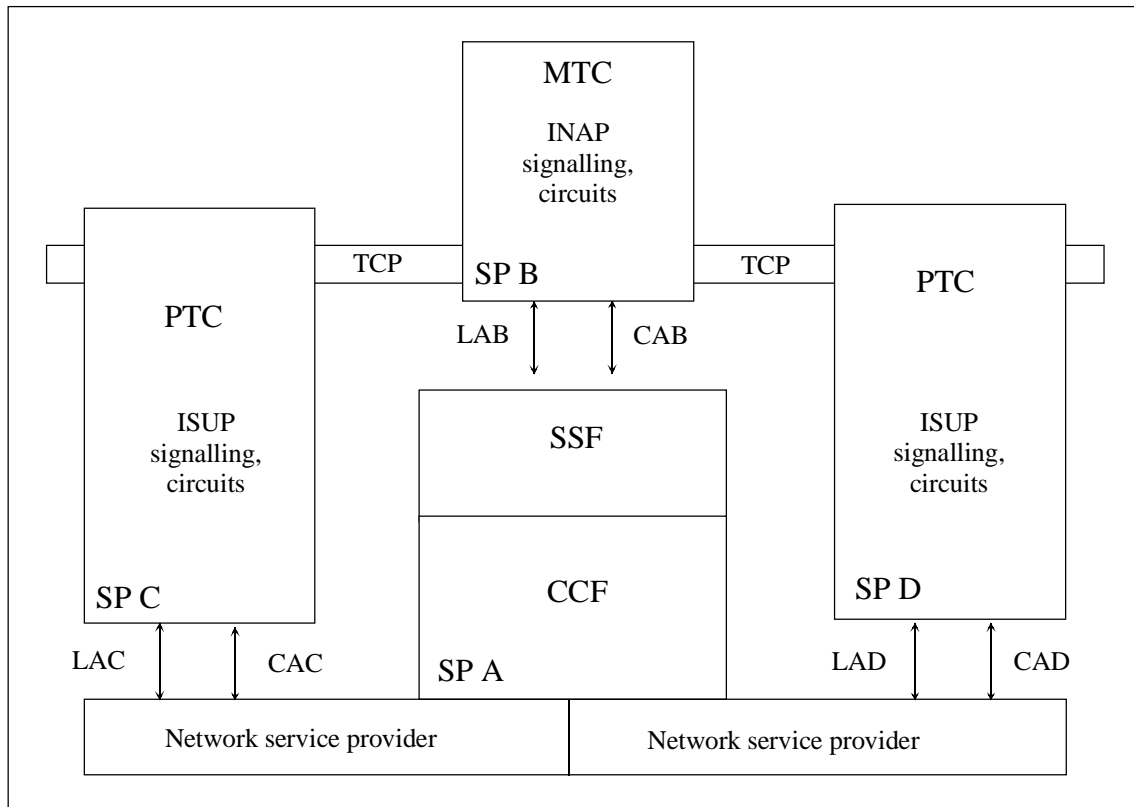 MTC
INAP
signalling,
circuits
SP B
TCP
TCP
PTC
ISUP
signalling,
circuits
SP C
PTC
ISUP
signalling,
circuits
SP D
LAB
CAB
SSF
CCF
SP A
LAC
CAC
LAD
CAD
Network service provider
Network service provider